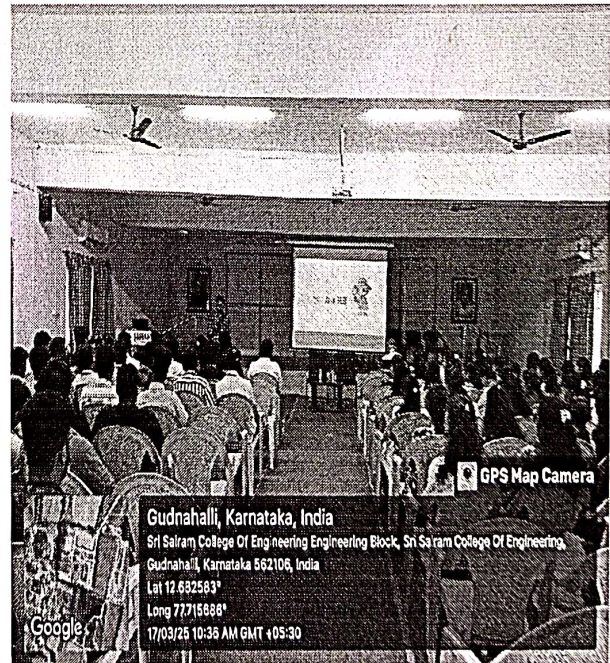 GPS Map Camera
Gudnahalli, Karnataka, India
Sri Sairam College Of Engineering Engineering Block, Sri Sairam College Of Engineering,
Gudnahalli, Karnataka 562106, India
Lat 12.682583°
Long 77.715686°
17/03/25 10:36 AM GMT +05:30
Google